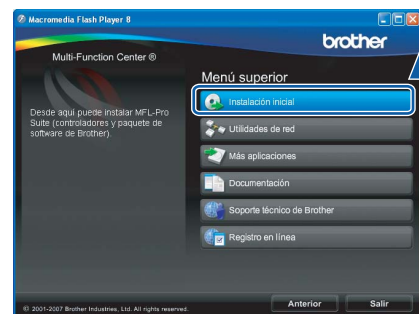 Macromedia Flash Player 8
brother
Multi-Function Center ®
Menú superior
Instalación inicial
Desde aquí puede instalar MFL-Pro
Suite (controladores y paquete de
software de Brother).
Utilidades de red
Más aplicaciones
Documentación
Soporte técnico de Brother
Registro en línea
© 2001-2007 Brother Industries, Ltd. All rights reserved.
Anterior
Salir